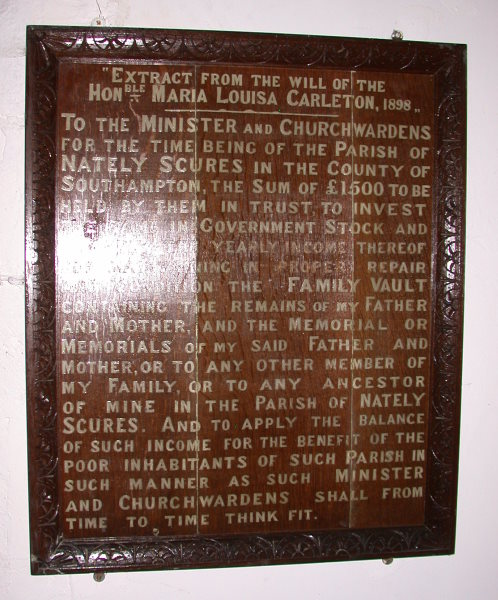 "Extract from the will of the
Hon.ble Maria Louisa Carleton, 1898"
To the Minister and Churchwardens
for the time being of the Parish of
Nately Scures in the County of
Southampton, the Sum of £1500 to be
held by them in trust to invest
in Government Stock and
yearly income thereof
in proper repair
on the Family Vault
containing the remains of my Father
and Mother, and the Memorial or
Memorials of my said Father and
Mother, or to any other member of
my Family, or to any ancestor
of mine in the Parish of Nately
Scures. And to apply the balance
of such income for the benefit of the
poor inhabitants of such Parish in
such manner as such Minister
and Churchwardens shall from
time to time think fit.